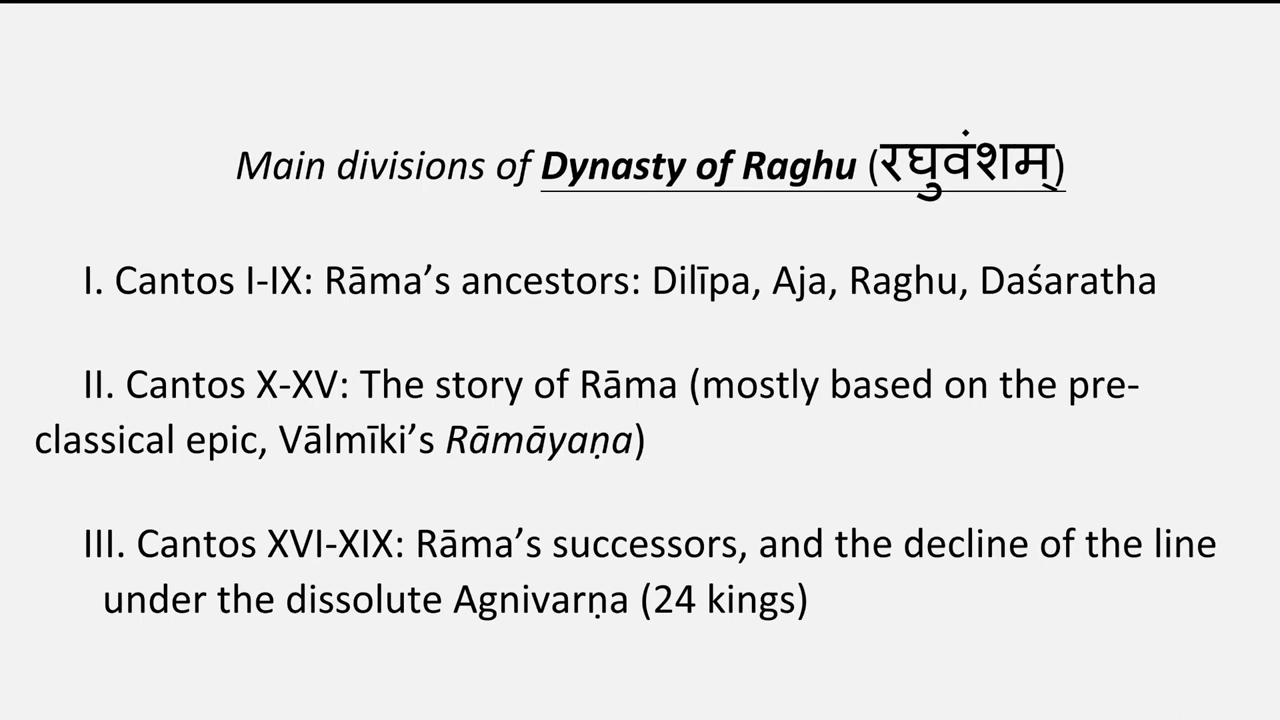 Main divisions of Dynasty of Raghu (रघुवंशम्)
I. Cantos I-IX: Rāma’s ancestors: Dilīpa, Aja, Raghu, Daśaratha
II. Cantos X-XV: The story of Rāma (mostly based on the pre-
classical epic, Vālmīki’s Rāmāyaṇa)
III. Cantos XVI-XIX: Rāma’s successors, and the decline of the line
under the dissolute Agnivarṇa (24 kings)